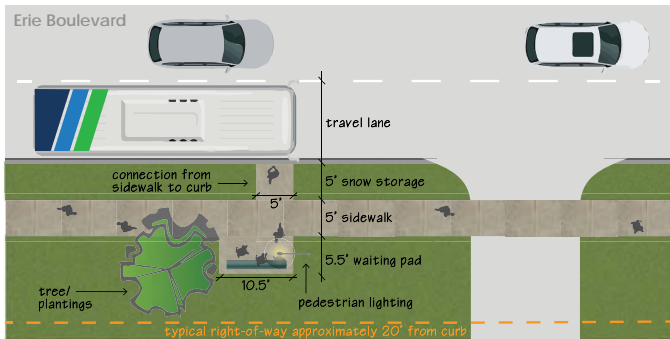 Erie Boulevard
travel lane
connection from
sidewalk to curb
5' snow storage
5'
5' sidewalk
5.5' waiting pad
10.5'
tree/
plantings
pedestrian lighting
typical right-of-way approximately 20' from curb